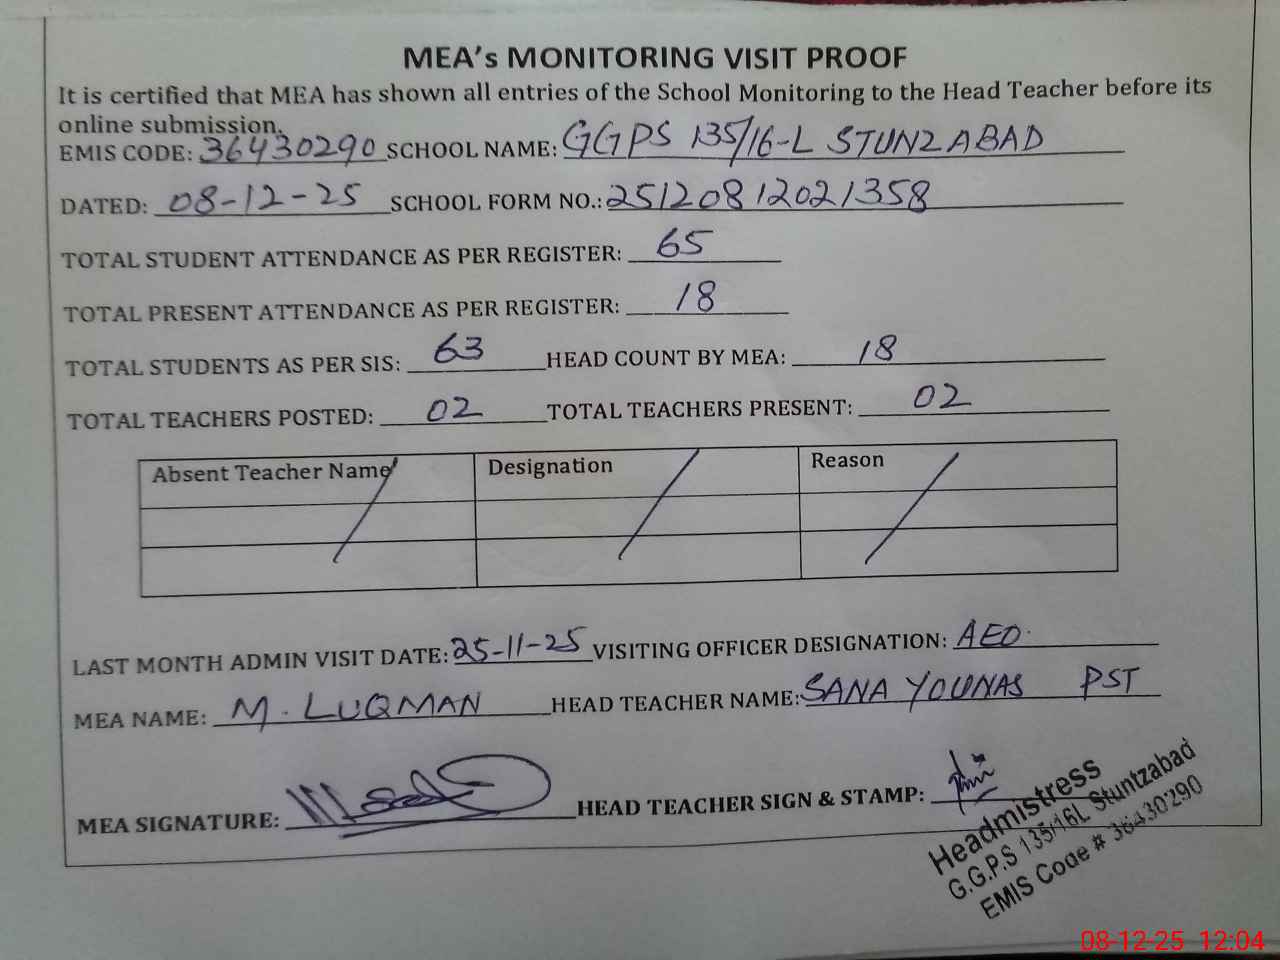 MEA's MONITORING VISIT PROOF
It is certified that MEA has shown all entries of the School Monitoring to the Head Teacher before its
online submission.
EMIS CODE: 36430290 SCHOOL NAME: GGPS 135/16-L STUNZABAD
DATED: 08-12-25 SCHOOL FORM NO.: 25120812021358
TOTAL STUDENT ATTENDANCE AS PER REGISTER: 65
TOTAL PRESENT ATTENDANCE AS PER REGISTER: 18
TOTAL STUDENTS AS PER SIS: 63 HEAD COUNT BY MEA: 18
TOTAL TEACHERS POSTED: 02 TOTAL TEACHERS PRESENT: 02
Absent Teacher Name Designation Reason
LAST MONTH ADMIN VISIT DATE: 25-11-25 VISITING OFFICER DESIGNATION: AEO.
MEA NAME: M. LUQMAN HEAD TEACHER NAME: SANA YOUNAS PST
MEA SIGNATURE: HEAD TEACHER SIGN & STAMP:
Headmistress
G.G.P.S 135/16L Stuntzabad
EMIS Code # 36430290
08-12-25 12:04